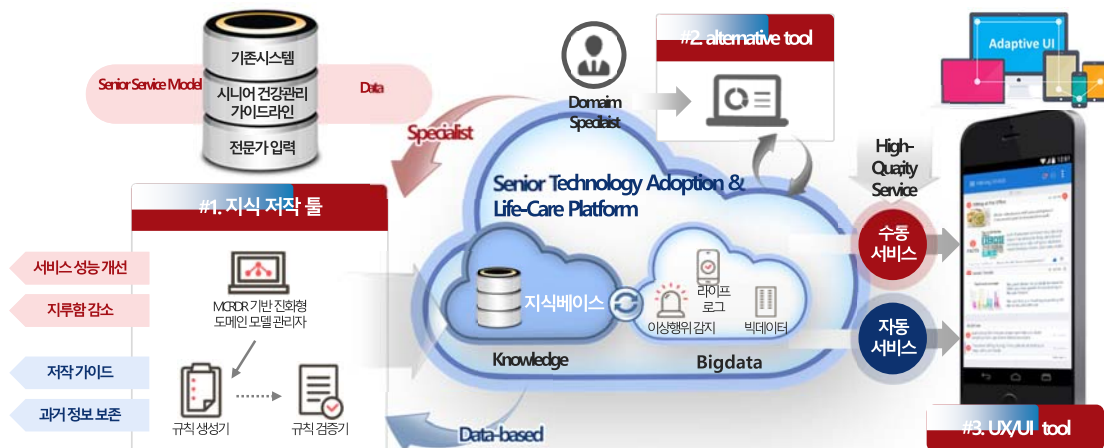 기존시스템
Senior Service Model
시니어 건강관리
가이드라인
Data
전문가 입력
Domaim
Specilaist
#2. alternative tool
Adaptive UI
Specialist
High-
Quality
Service
Senior Technology Adoption &
Life-Care Platform
#1. 지식 저작 툴
서비스 성능 개선
지루함 감소
저작 가이드
과거 정보 보존
MCRDR 기반 진화형
도메인 모델 관리자
규칙 생성기
규칙 검증기
지식베이스
라이프
로그
이상행위 감지
빅데이터
Knowledge
Bigdata
Data-based
수동
서비스
자동
서비스
12:51
#3. UX/UI tool